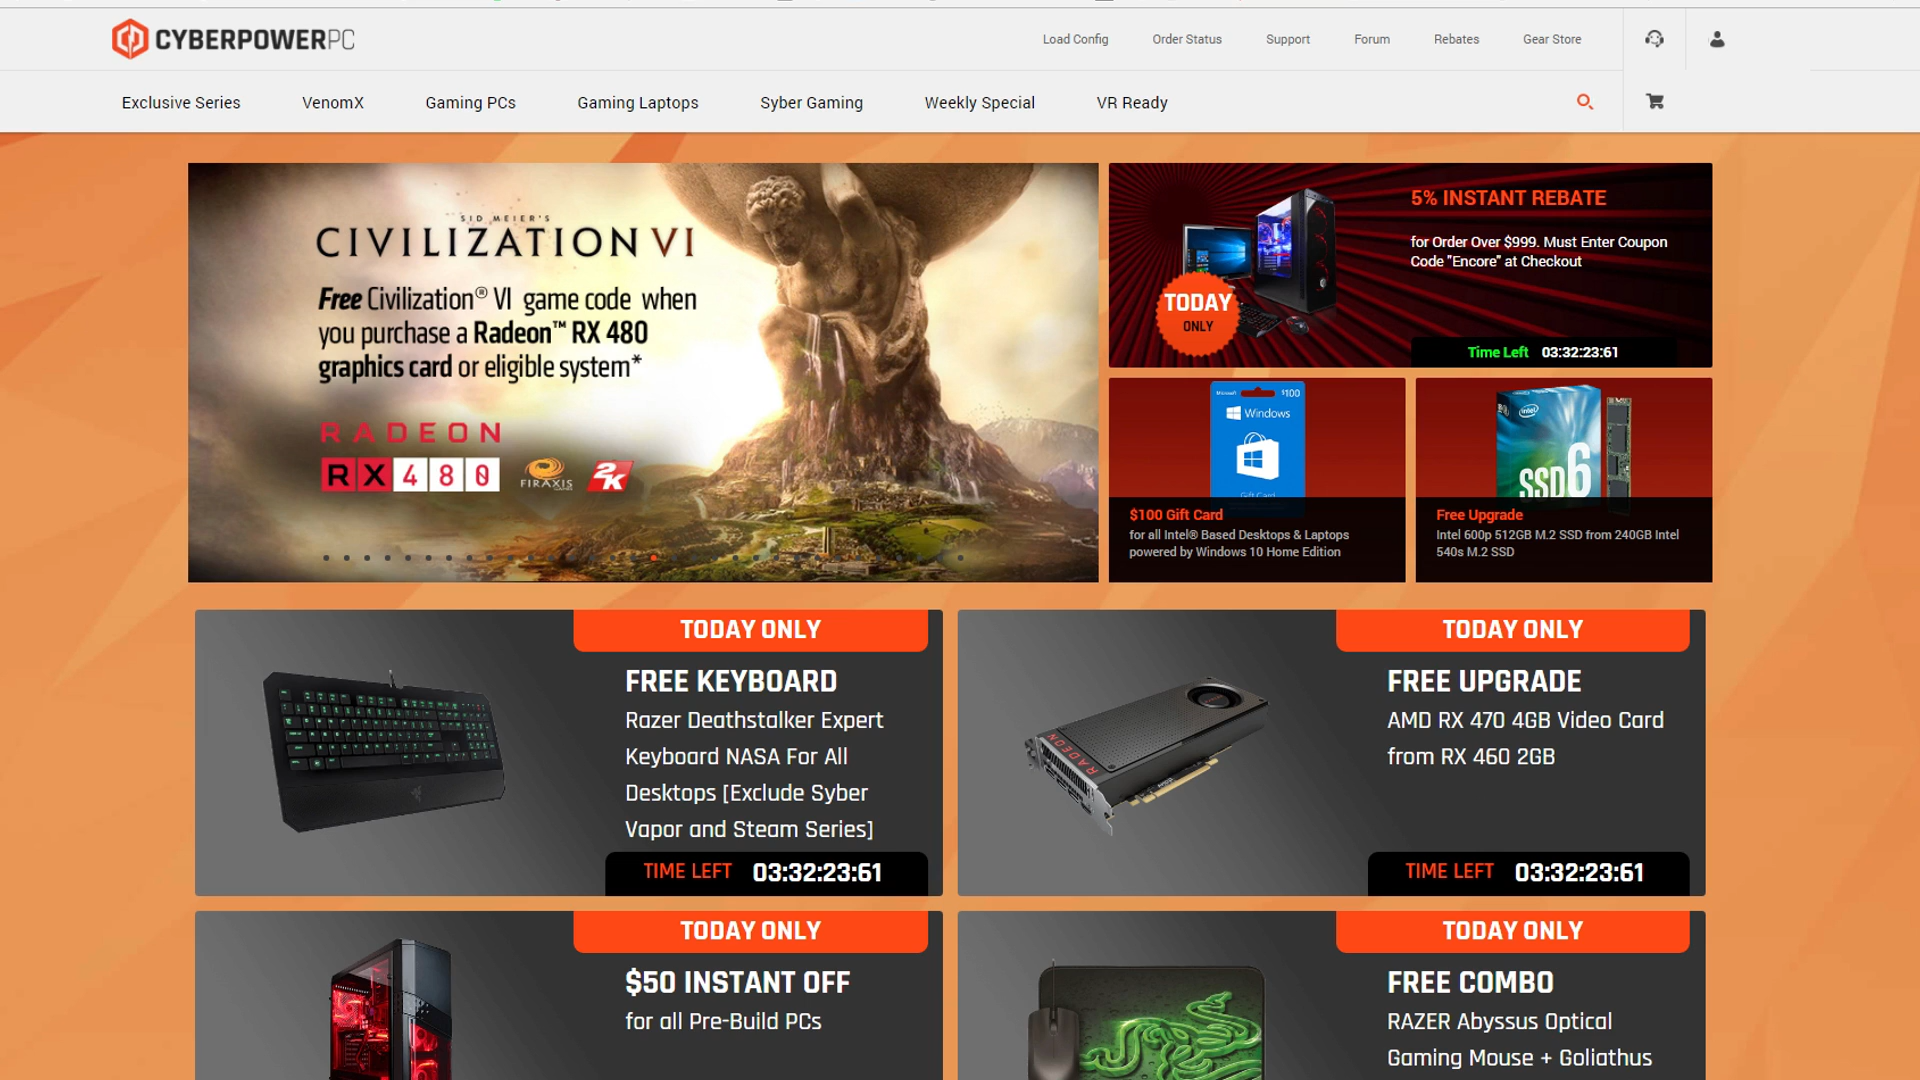 CYBERPOWERPC
Load Config
Order Status
Support
Forum
Rebates
Gear Store
Exclusive Series
VenomX
Gaming PCs
Gaming Laptops
Syber Gaming
Weekly Special
VR Ready
SID MEIER'S
CIVILIZATION VI
Free Civilization® VI game code when
you purchase a Radeon™ RX 480
graphics card or eligible system*
RADEON
RX 480
FIRAXIS
2K
5% INSTANT REBATE
for Order Over $999. Must Enter Coupon
Code "Encore" at Checkout
TODAY
ONLY
Time Left 03:32:23:61
Microsoft $100
Windows
Gift Card
$100 Gift Card
for all Intel® Based Desktops & Laptops
powered by Windows 10 Home Edition
intel
SSD6
Free Upgrade
Intel 600p 512GB M.2 SSD from 240GB Intel
540s M.2 SSD
TODAY ONLY
FREE KEYBOARD
Razer Deathstalker Expert
Keyboard NASA For All
Desktops [Exclude Syber
Vapor and Steam Series]
TIME LEFT 03:32:23:61
TODAY ONLY
FREE UPGRADE
AMD RX 470 4GB Video Card
from RX 460 2GB
RADEON
TIME LEFT 03:32:23:61
TODAY ONLY
$50 INSTANT OFF
for all Pre-Build PCs
TODAY ONLY
FREE COMBO
RAZER Abyssus Optical
Gaming Mouse + Goliathus